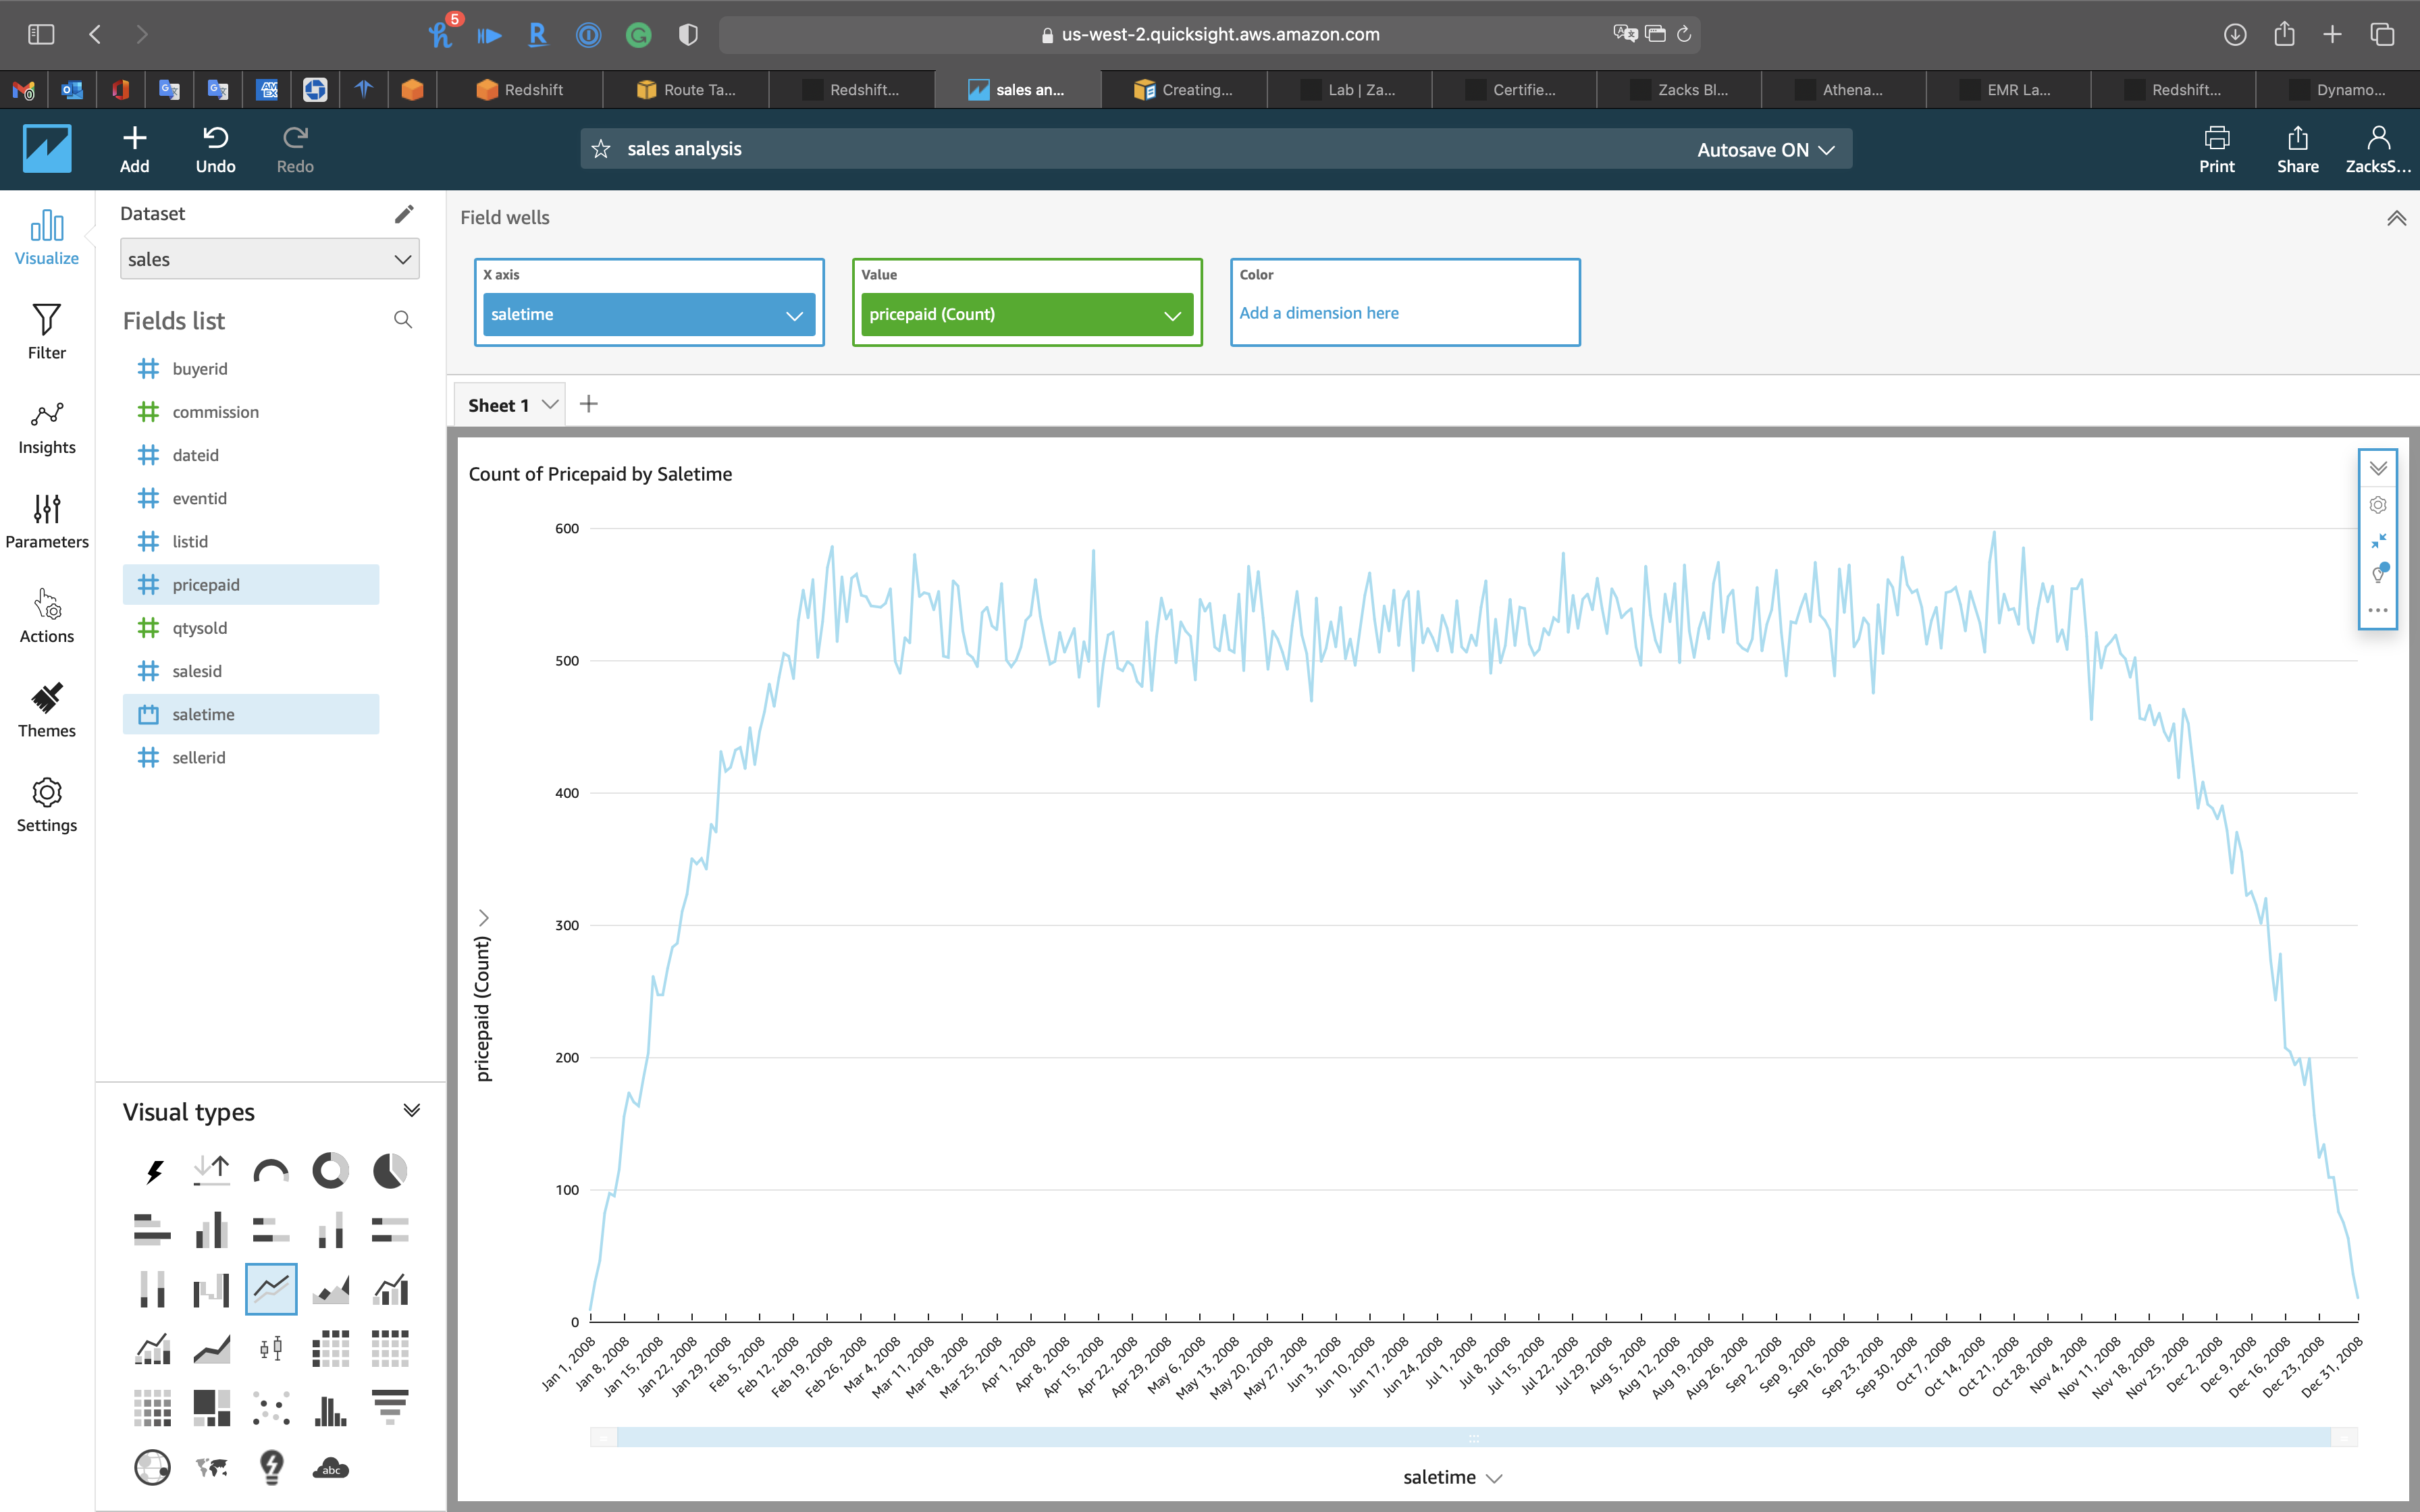 5
us-west-2.quicksight.aws.amazon.com
0
AM
EX
Redshift
Route Ta...
Redshift...
sales an...
Creating...
Lab | Za...
Certifie...
Zacks Bl...
Athena...
EMR La...
Redshift...
Dynamo...
Add
Undo
Redo
sales analysis
Autosave ON
Print
Share
ZacksS...
Visualize
Filter
Insights
Parameters
Actions
Themes
Settings
Dataset
sales
Fields list
buyerid
commission
dateid
eventid
listid
pricepaid
qtysold
salesid
saletime
sellerid
Visual types
abc
Field wells
X axis
saletime
Value
pricepaid (Count)
Color
Add a dimension here
Sheet 1
Count of Pricepaid by Saletime
600
500
400
300
200
100
0
pricepaid (Count)
Jan 1, 2008
Jan 8, 2008
Jan 15, 2008
Jan 22, 2008
Jan 29, 2008
Feb 5, 2008
Feb 12, 2008
Feb 19, 2008
Feb 26, 2008
Mar 4, 2008
Mar 11, 2008
Mar 18, 2008
Mar 25, 2008
Apr 1, 2008
Apr 8, 2008
Apr 15, 2008
Apr 22, 2008
Apr 29, 2008
May 6, 2008
May 13, 2008
May 20, 2008
May 27, 2008
Jun 3, 2008
Jun 10, 2008
Jun 17, 2008
Jun 24, 2008
Jul 1, 2008
Jul 8, 2008
Jul 15, 2008
Jul 22, 2008
Jul 29, 2008
Aug 5, 2008
Aug 12, 2008
Aug 19, 2008
Aug 26, 2008
Sep 2, 2008
Sep 9, 2008
Sep 16, 2008
Sep 23, 2008
Sep 30, 2008
Oct 7, 2008
Oct 14, 2008
Oct 21, 2008
Oct 28, 2008
Nov 4, 2008
Nov 11, 2008
Nov 18, 2008
Nov 25, 2008
Dec 2, 2008
Dec 9, 2008
Dec 16, 2008
Dec 23, 2008
Dec 31, 2008
saletime